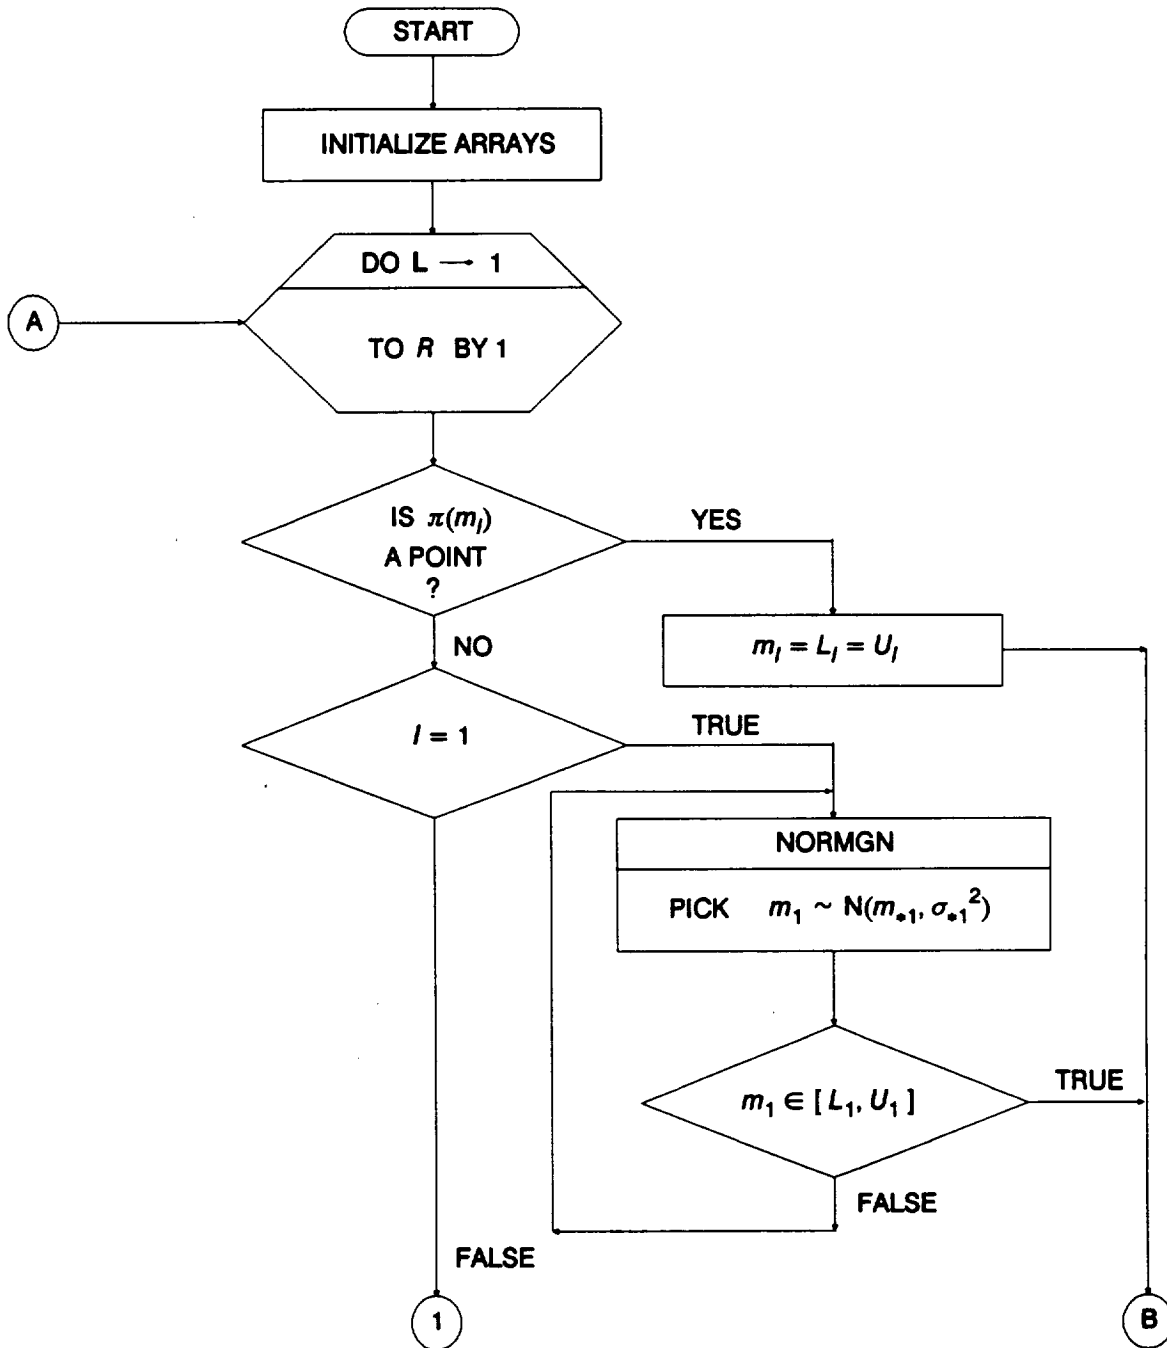 START
INITIALIZE ARRAYS
DO L → 1
A
TO R BY 1
IS π(m_l)
A POINT
?
YES
NO
m_l = L_l = U_l
l = 1
TRUE
NORMGN
PICK m_1 ~ N(m_{*1}, σ_{*1}^2)
m_1 ∈ [ L_1, U_1 ]
TRUE
FALSE
FALSE
1
B